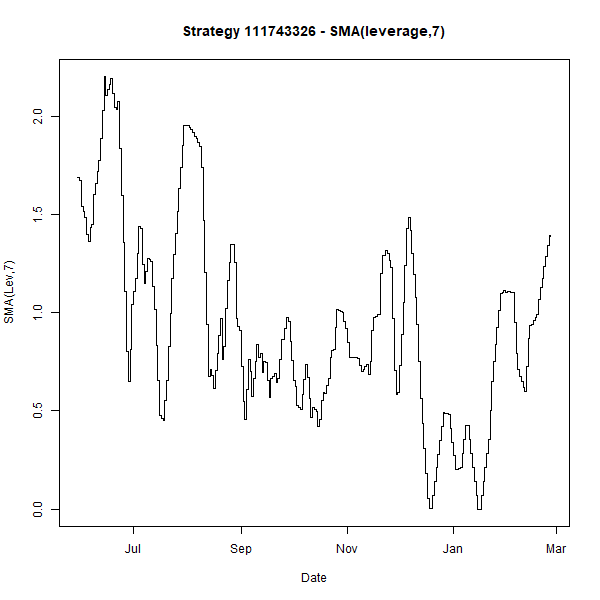 Strategy 111743326 - SMA(leverage,7)
SMA(Lev,7)
2.0
1.5
1.0
0.5
0.0
Jul Sep Nov Jan Mar
Date